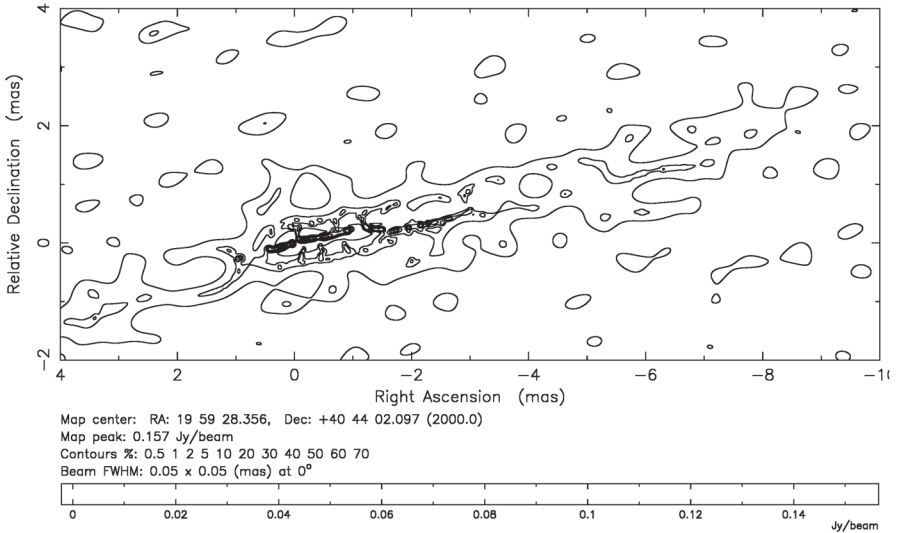 4
2
0
−2
Relative Declination (mas)
4 2 0 −2 −4 −6 −8 −10
Right Ascension (mas)
Map center: RA: 19 59 28.356, Dec: +40 44 02.097 (2000.0)
Map peak: 0.157 Jy/beam
Contours %: 0.5 1 2 5 10 20 30 40 50 60 70
Beam FWHM: 0.05 x 0.05 (mas) at 0°
0 0.02 0.04 0.06 0.08 0.1 0.12 0.14
Jy/beam